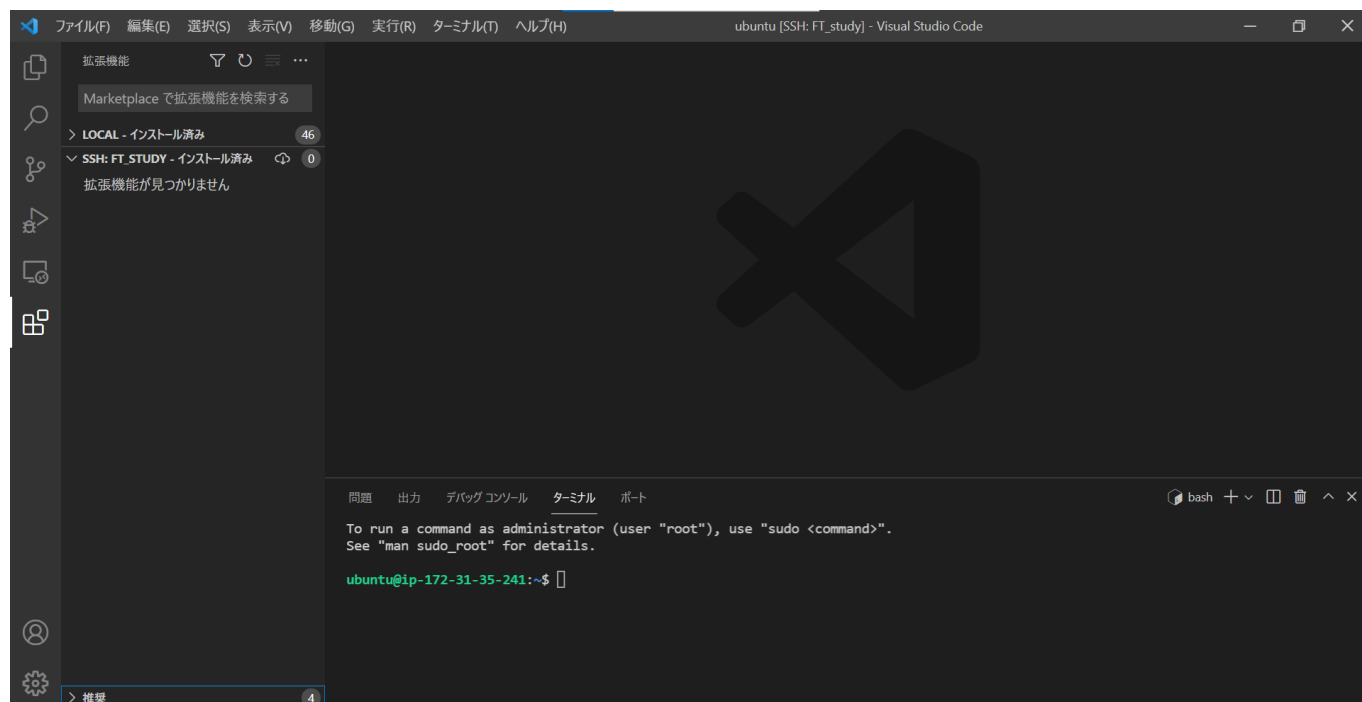 ファイル(F) 編集(E) 選択(S) 表示(V) 移動(G) 実行(R) ターミナル(T) ヘルプ(H) ubuntu [SSH: FT_study] - Visual Studio Code
拡張機能
Marketplace で拡張機能を検索する
LOCAL - インストール済み 46
SSH: FT_STUDY - インストール済み 0
拡張機能が見つかりません
問題 出力 デバッグ コンソール ターミナル ポート bash
To run a command as administrator (user "root"), use "sudo <command>".
See "man sudo_root" for details.
ubuntu@ip-172-31-35-241:~$
推奨 4